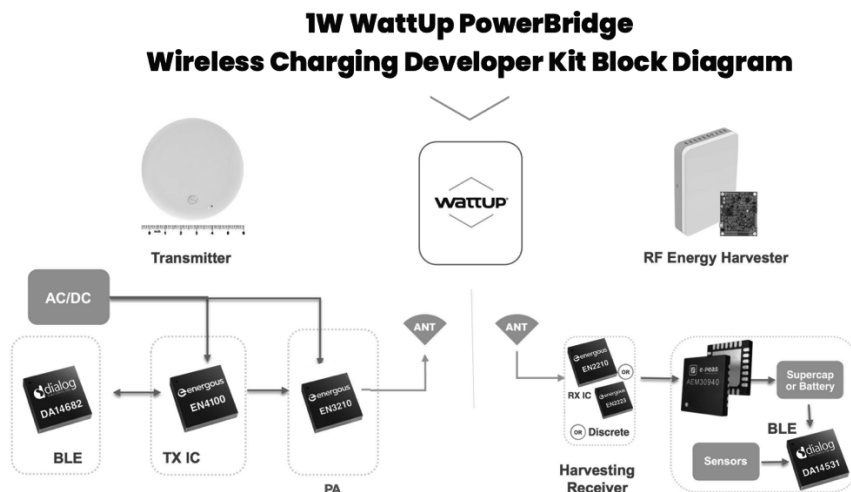 1W WattUp PowerBridge
Wireless Charging Developer Kit Block Diagram
WATTUP
Transmitter
RF Energy Harvester
AC/DC
ANT
ANT
dialog
DA14682
BLE
energous
EN4100
TX IC
energous
EN3210
PA
energous
EN2210
OR
RX IC
energous
EN2223
OR Discrete
Harvesting
Receiver
e-peas
AEM30940
Supercap
or Battery
BLE
Sensors
dialog
DA14531